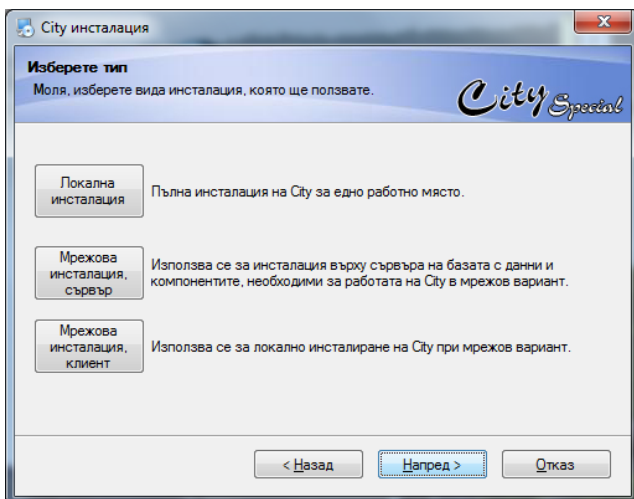 City инсталация
Изберете тип
Моля, изберете вида инсталация, която ще ползвате.
City Special
Локална
инсталация
Пълна инсталация на City за едно работно място.
Мрежова
инсталация,
сървър
Използва се за инсталация върху сървъра на базата с данни и
компонентите, необходими за работата на City в мрежов вариант.
Мрежова
инсталация,
клиент
Използва се за локално инсталиране на City при мрежов вариант.
< Назад
Напред >
Отказ